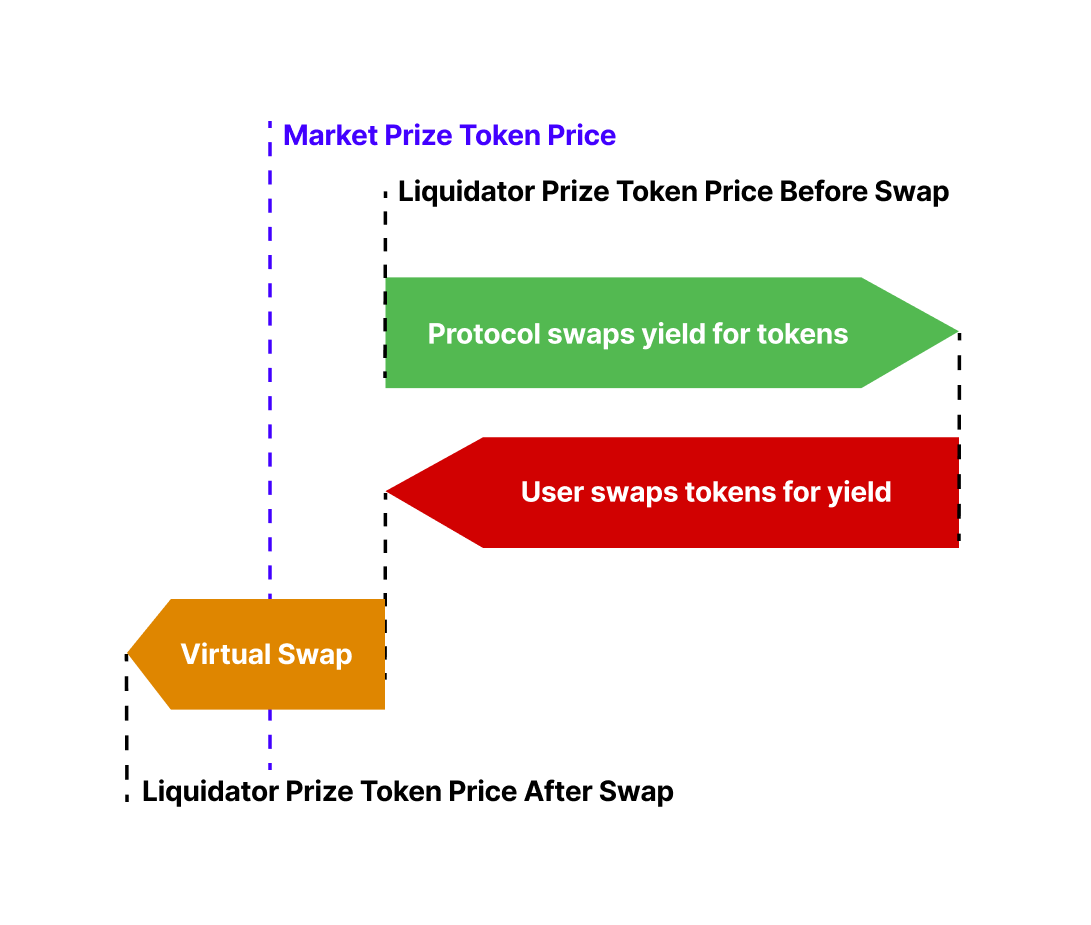 Market Prize Token Price
Liquidator Prize Token Price Before Swap
Protocol swaps yield for tokens
User swaps tokens for yield
Virtual Swap
Liquidator Prize Token Price After Swap